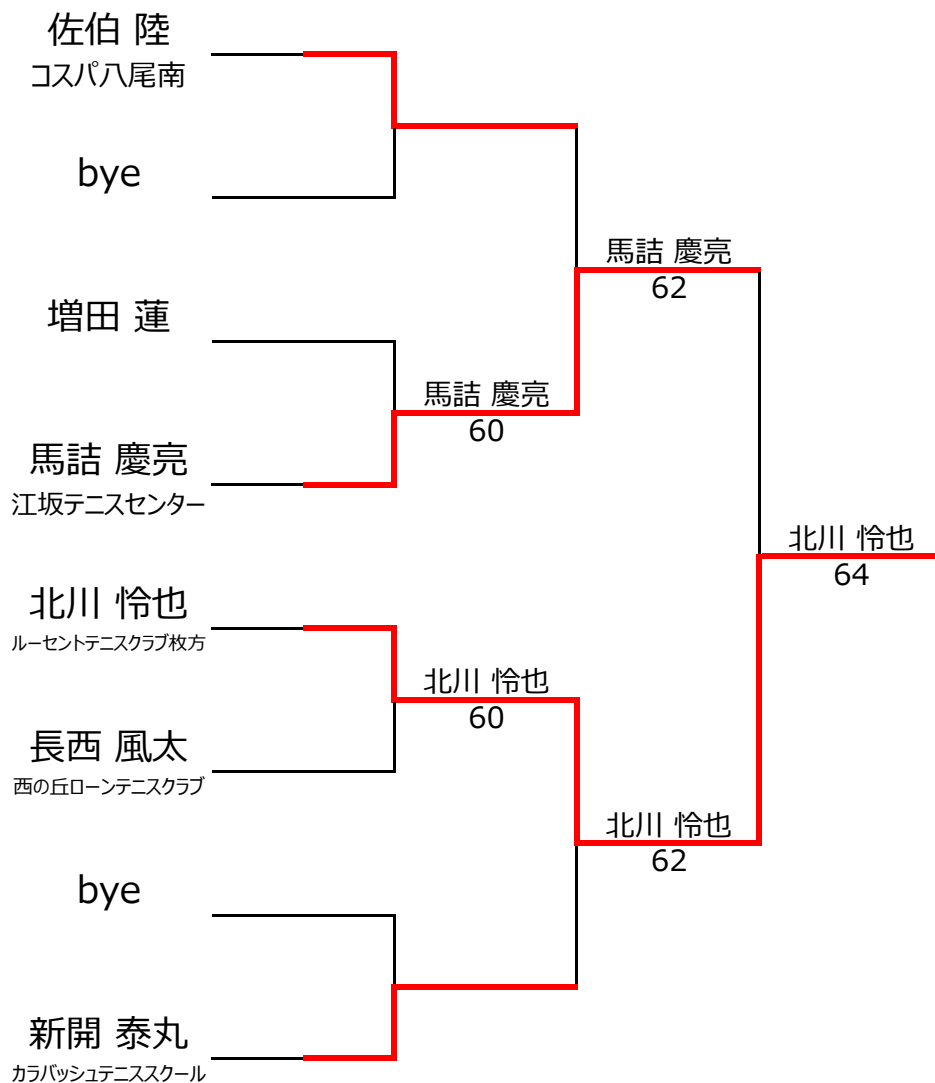 佐伯 陸
コスパ八尾南
bye
増田 蓮
馬詰 慶亮
江坂テニスセンター
北川 怜也
ルーセントテニスクラブ枚方
長西 風太
西の丘ローンテニスクラブ
bye
新開 泰丸
カラバッシュテニススクール
馬詰 慶亮
60
北川 怜也
60
馬詰 慶亮
62
北川 怜也
62
北川 怜也
64